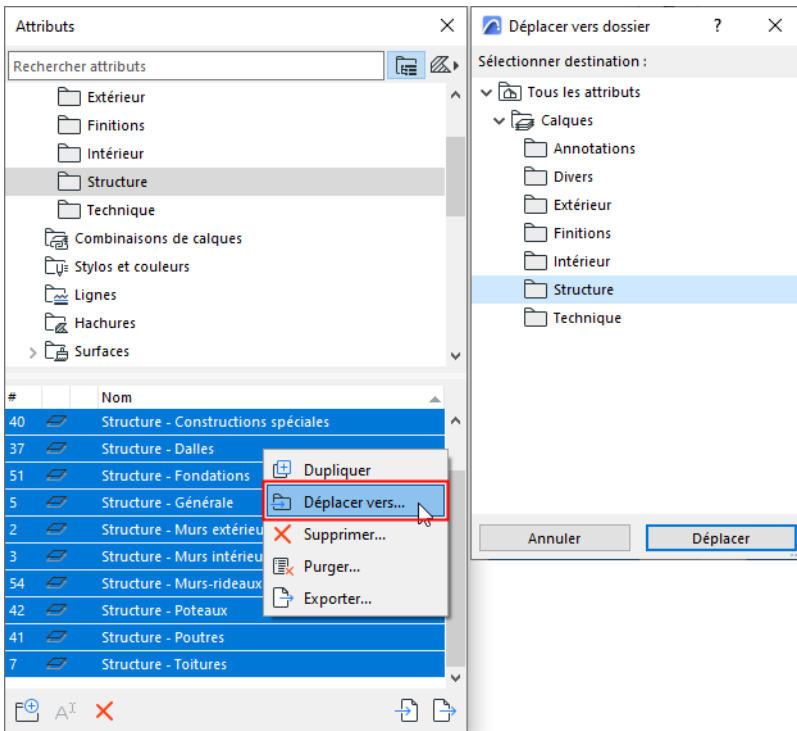 Attributs
Rechercher attributs
Extérieur
Finitions
Intérieur
Structure
Technique
Combinaisons de calques
Stylos et couleurs
Lignes
Hachures
Surfaces
# Nom
40 Structure - Constructions spéciales
37 Structure - Dalles
51 Structure - Fondations
5 Structure - Générale
2 Structure - Murs extérieu
3 Structure - Murs intérieu
54 Structure - Murs-rideaux
42 Structure - Poteaux
41 Structure - Poutres
7 Structure - Toitures
Dupliquer
Déplacer vers...
Supprimer...
Purger...
Exporter...
Déplacer vers dossier ?
Sélectionner destination :
Tous les attributs
Calques
Annotations
Divers
Extérieur
Finitions
Intérieur
Structure
Technique
Annuler Déplacer